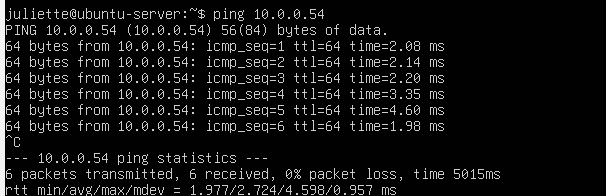 juliette@ubuntu-server:~$ ping 10.0.0.54
PING 10.0.0.54 (10.0.0.54) 56(84) bytes of data.
64 bytes from 10.0.0.54: icmp_seq=1 ttl=64 time=2.08 ms
64 bytes from 10.0.0.54: icmp_seq=2 ttl=64 time=2.14 ms
64 bytes from 10.0.0.54: icmp_seq=3 ttl=64 time=2.20 ms
64 bytes from 10.0.0.54: icmp_seq=4 ttl=64 time=3.35 ms
64 bytes from 10.0.0.54: icmp_seq=5 ttl=64 time=4.60 ms
64 bytes from 10.0.0.54: icmp_seq=6 ttl=64 time=1.98 ms
^C
--- 10.0.0.54 ping statistics ---
6 packets transmitted, 6 received, 0% packet loss, time 5015ms
rtt min/avg/max/mdev = 1.977/2.724/4.598/0.957 ms